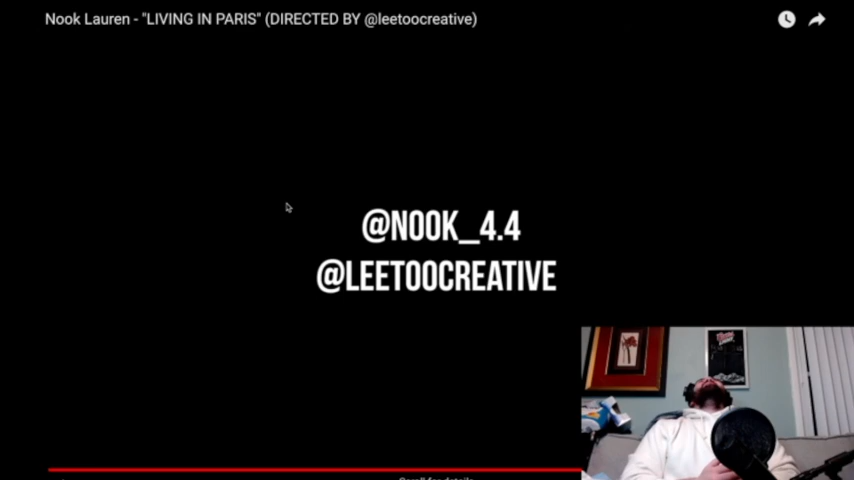 Nook Lauren - "LIVING IN PARIS" (DIRECTED BY @leetoocreative)
@NOOK_4.4
@LEETOOCREATIVE